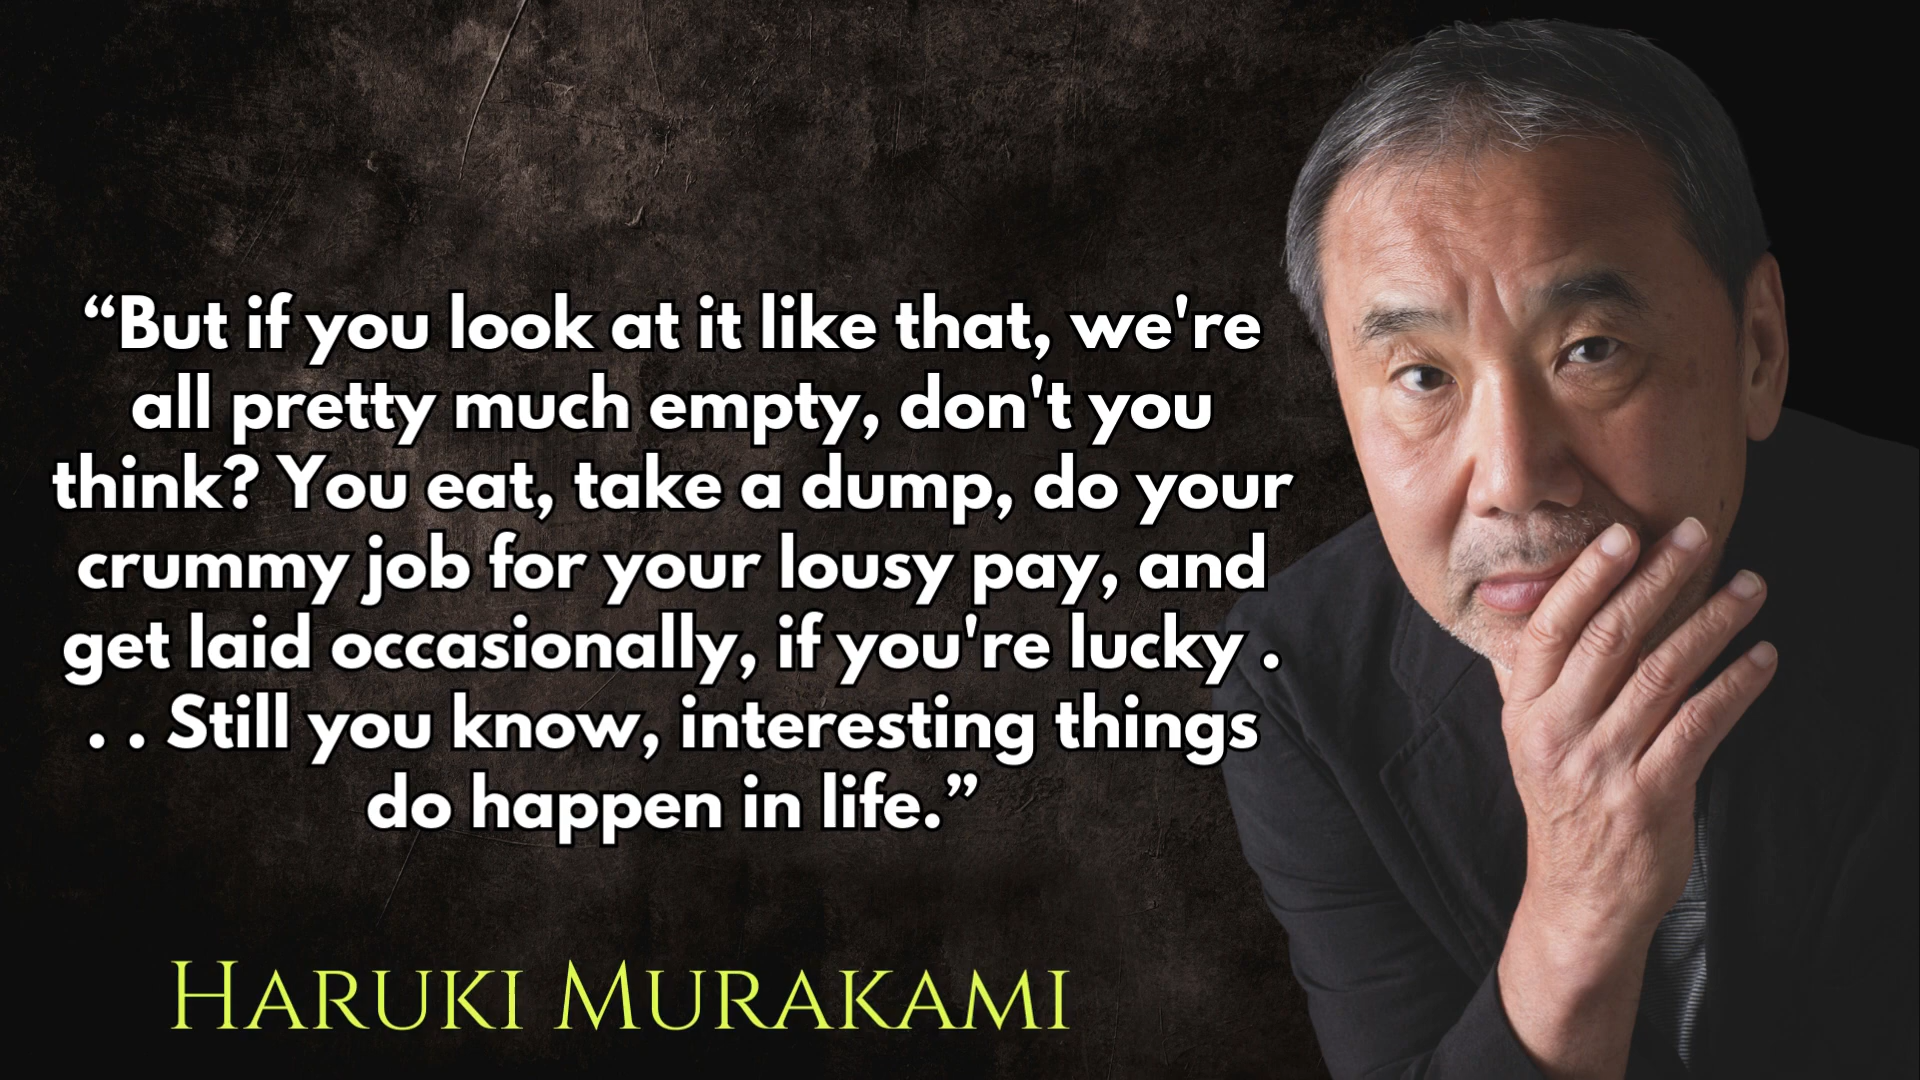 “But if you look at it like that, we're
all pretty much empty, don't you
think? You eat, take a dump, do your
crummy job for your lousy pay, and
get laid occasionally, if you're lucky .
. . Still you know, interesting things
do happen in life.”
Haruki Murakami